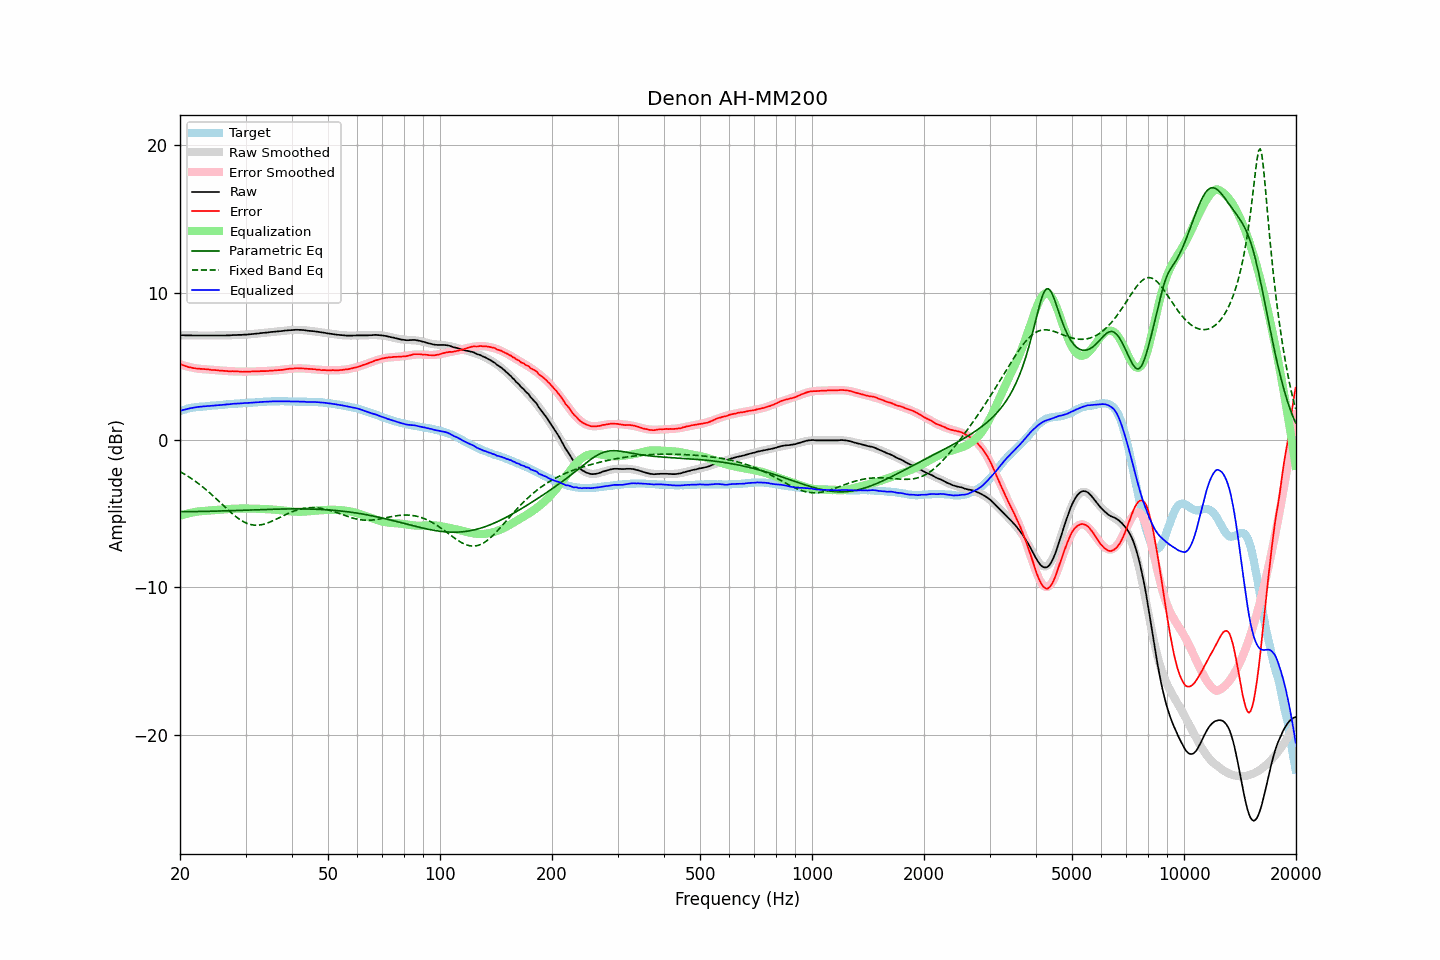 Denon AH-MM200
Target
Raw Smoothed
Error Smoothed
Raw
Error
Equalization
Parametric Eq
Fixed Band Eq
Equalized
Amplitude (dBr)
20
10
0
−10
−20
20 50 100 200 500 1000 2000 5000 10000 20000
Frequency (Hz)